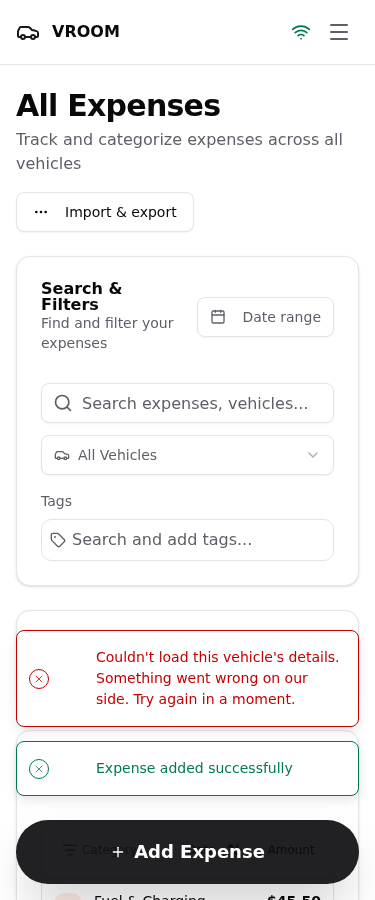 VROOM
All Expenses
Track and categorize expenses across all
vehicles
Import & export
Search &
Filters
Find and filter your
expenses
Date range
Search expenses, vehicles...
All Vehicles
Tags
Search and add tags...
Couldn't load this vehicle's details.
Something went wrong on our
side. Try again in a moment.
Expense added successfully
+ Add Expense
Amount
Fuel & Charging
$45.50